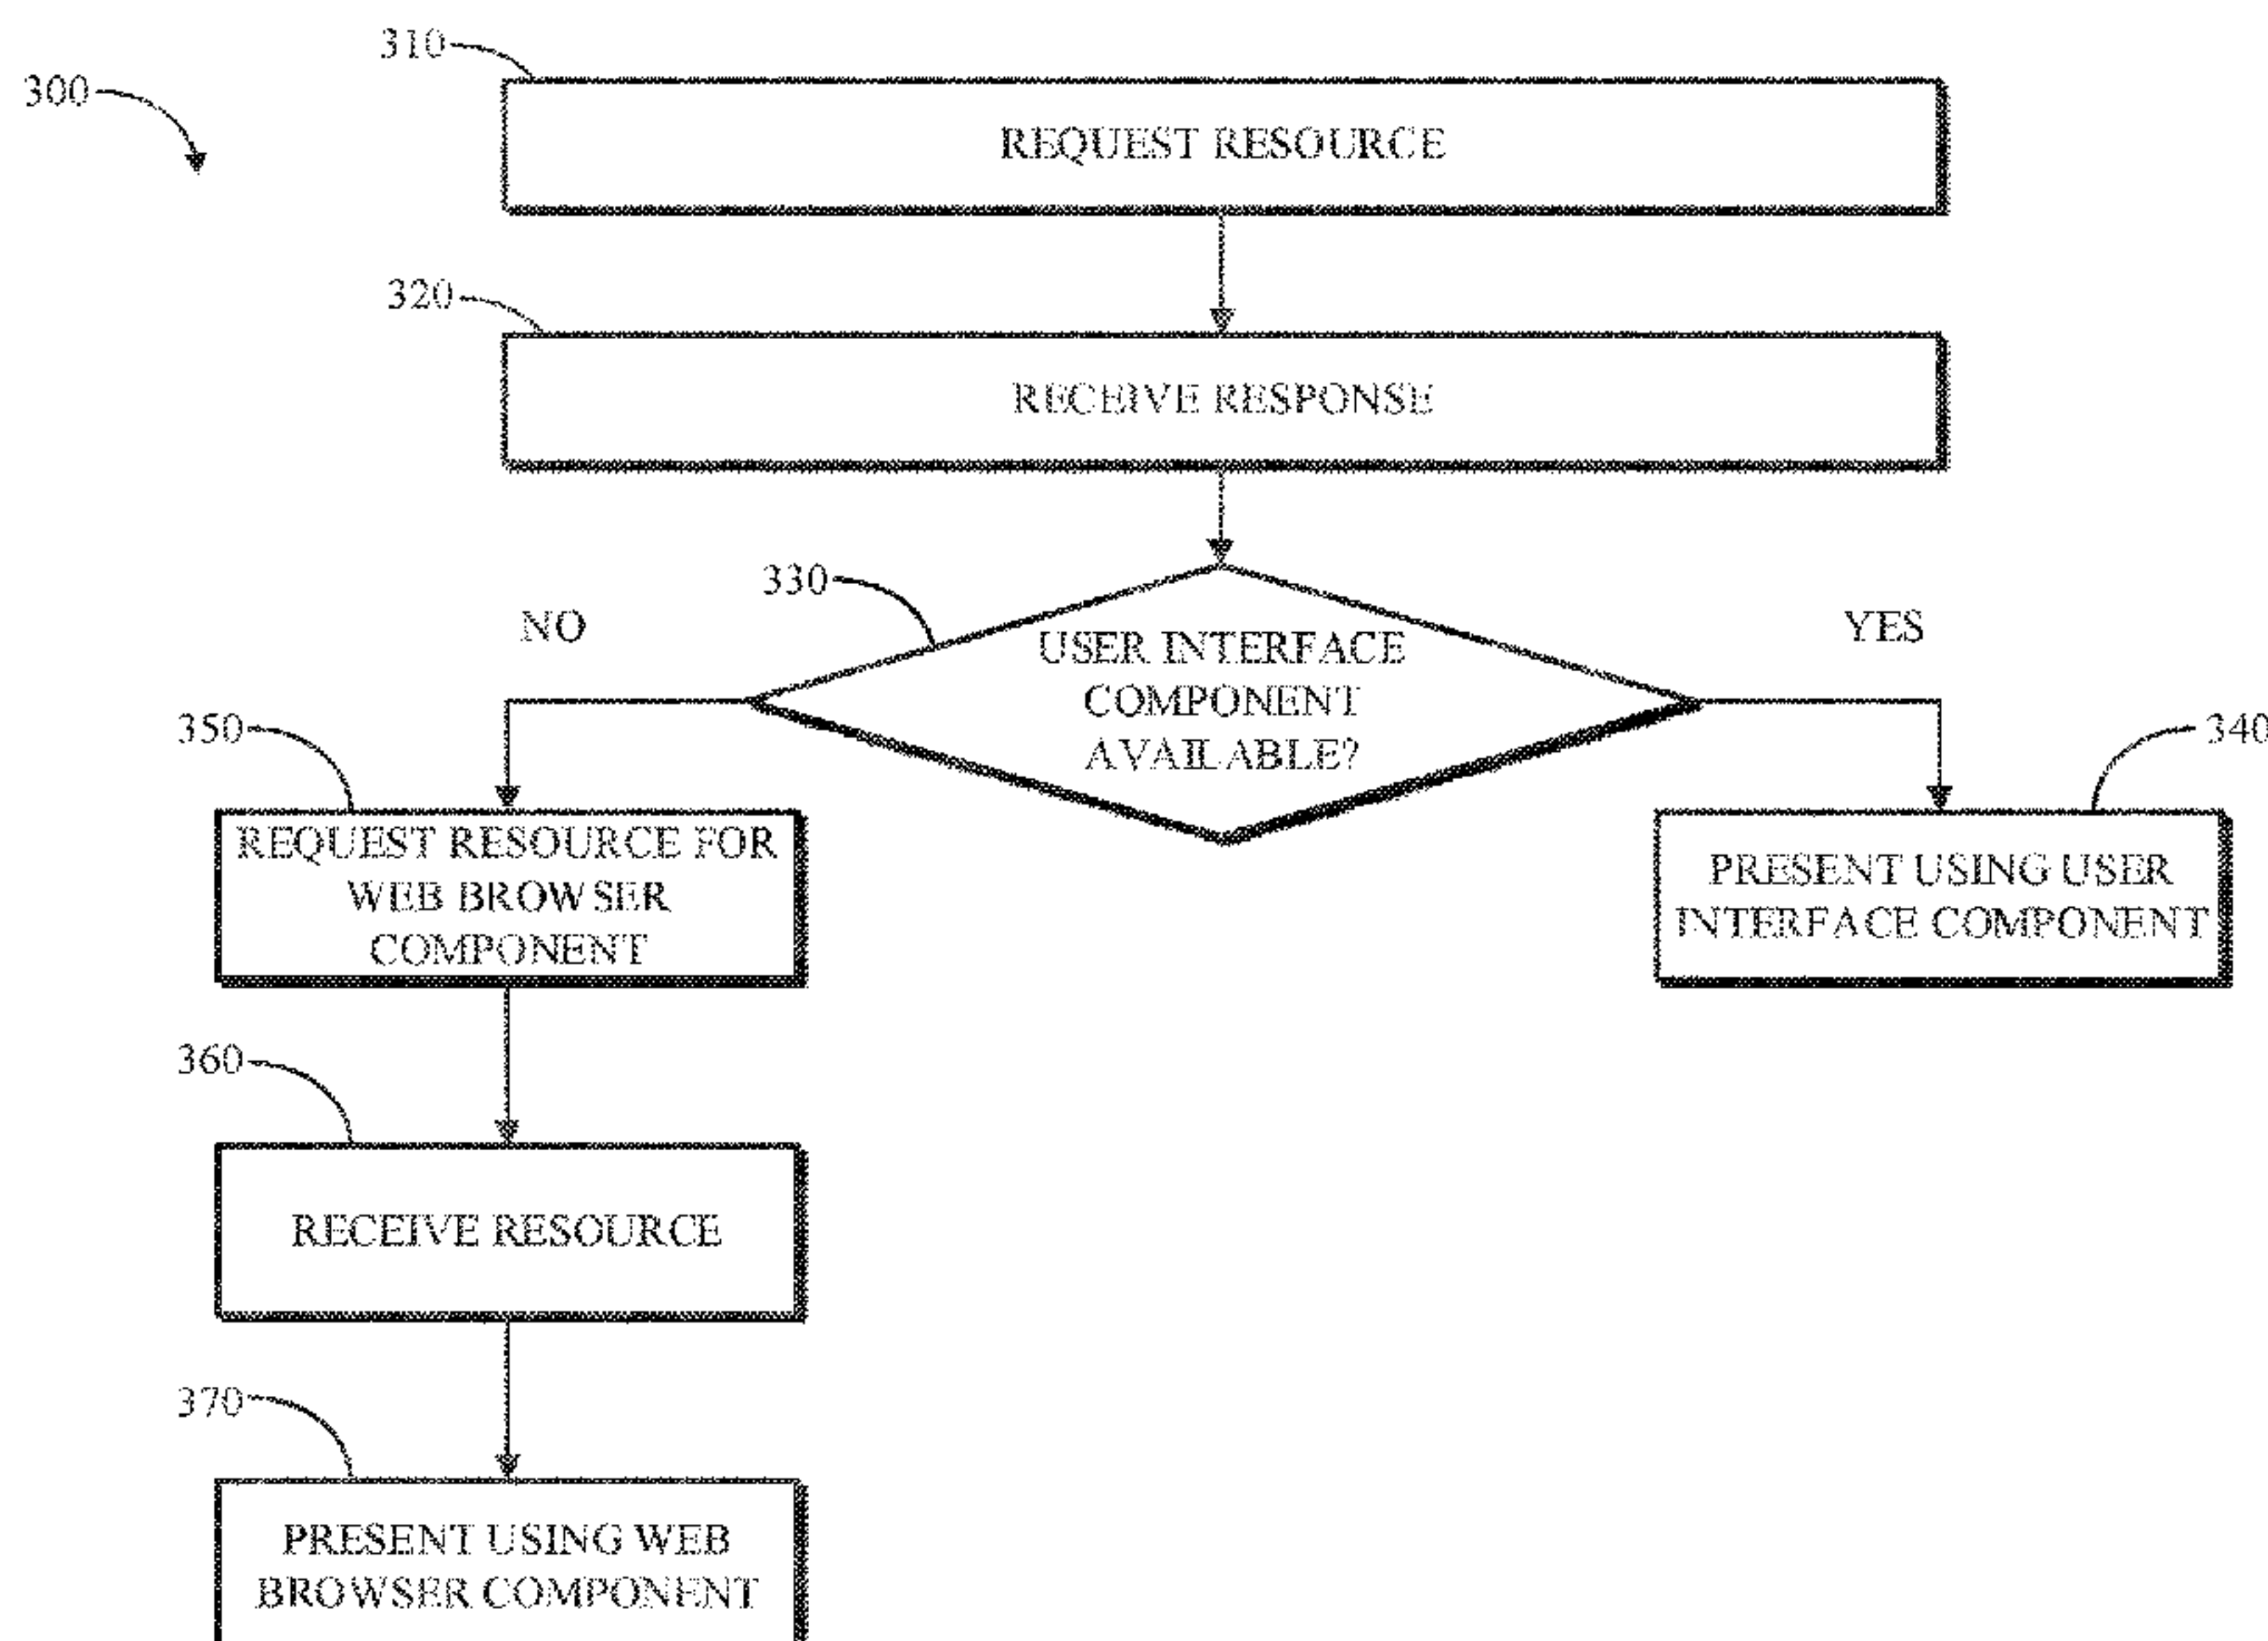 310
300
REQUEST RESOURCE
320
RECEIVE RESPONSE
330
NO
YES
USER INTERFACE
COMPONENT
AVAILABLE?
350
340
REQUEST RESOURCE FOR
WEB BROWSER
COMPONENT
PRESENT USING USER
INTERFACE COMPONENT
360
RECEIVE RESOURCE
370
PRESENT USING WEB
BROWSER COMPONENT